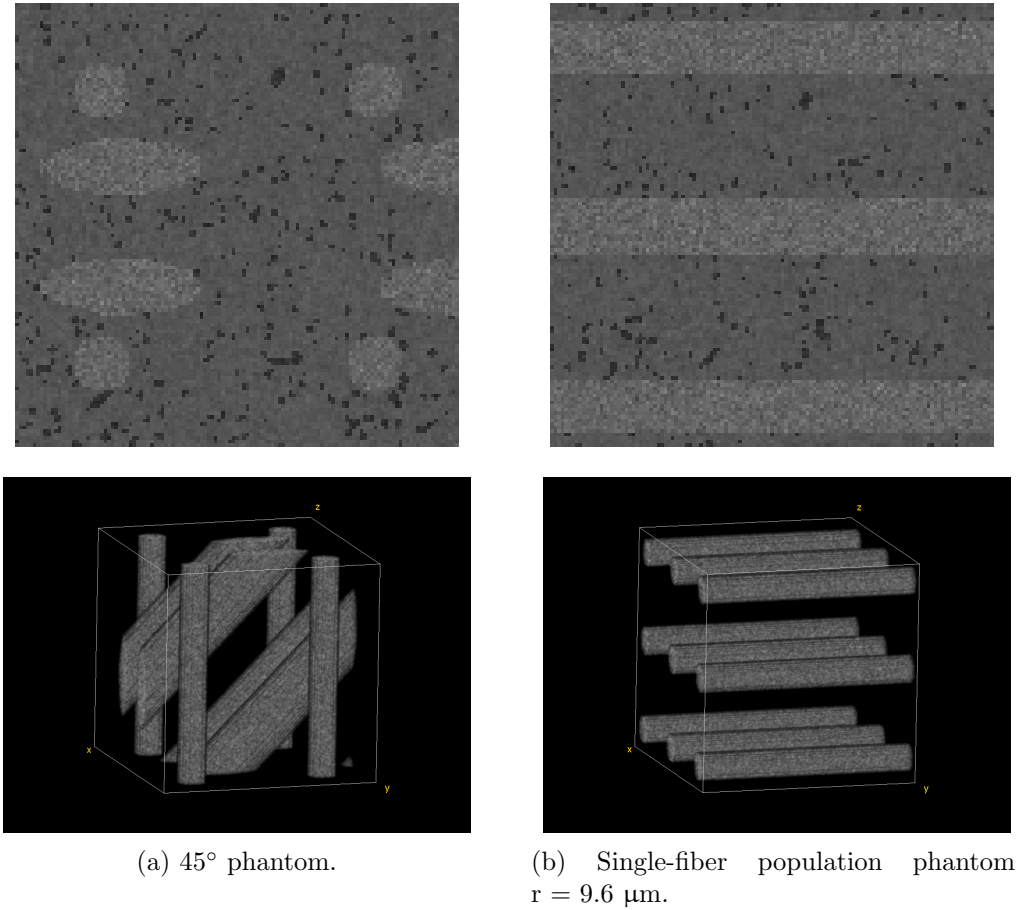 z
x
y
z
x
y
(a) 45° phantom.
(b) Single-fiber population phantom
r = 9.6 µm.